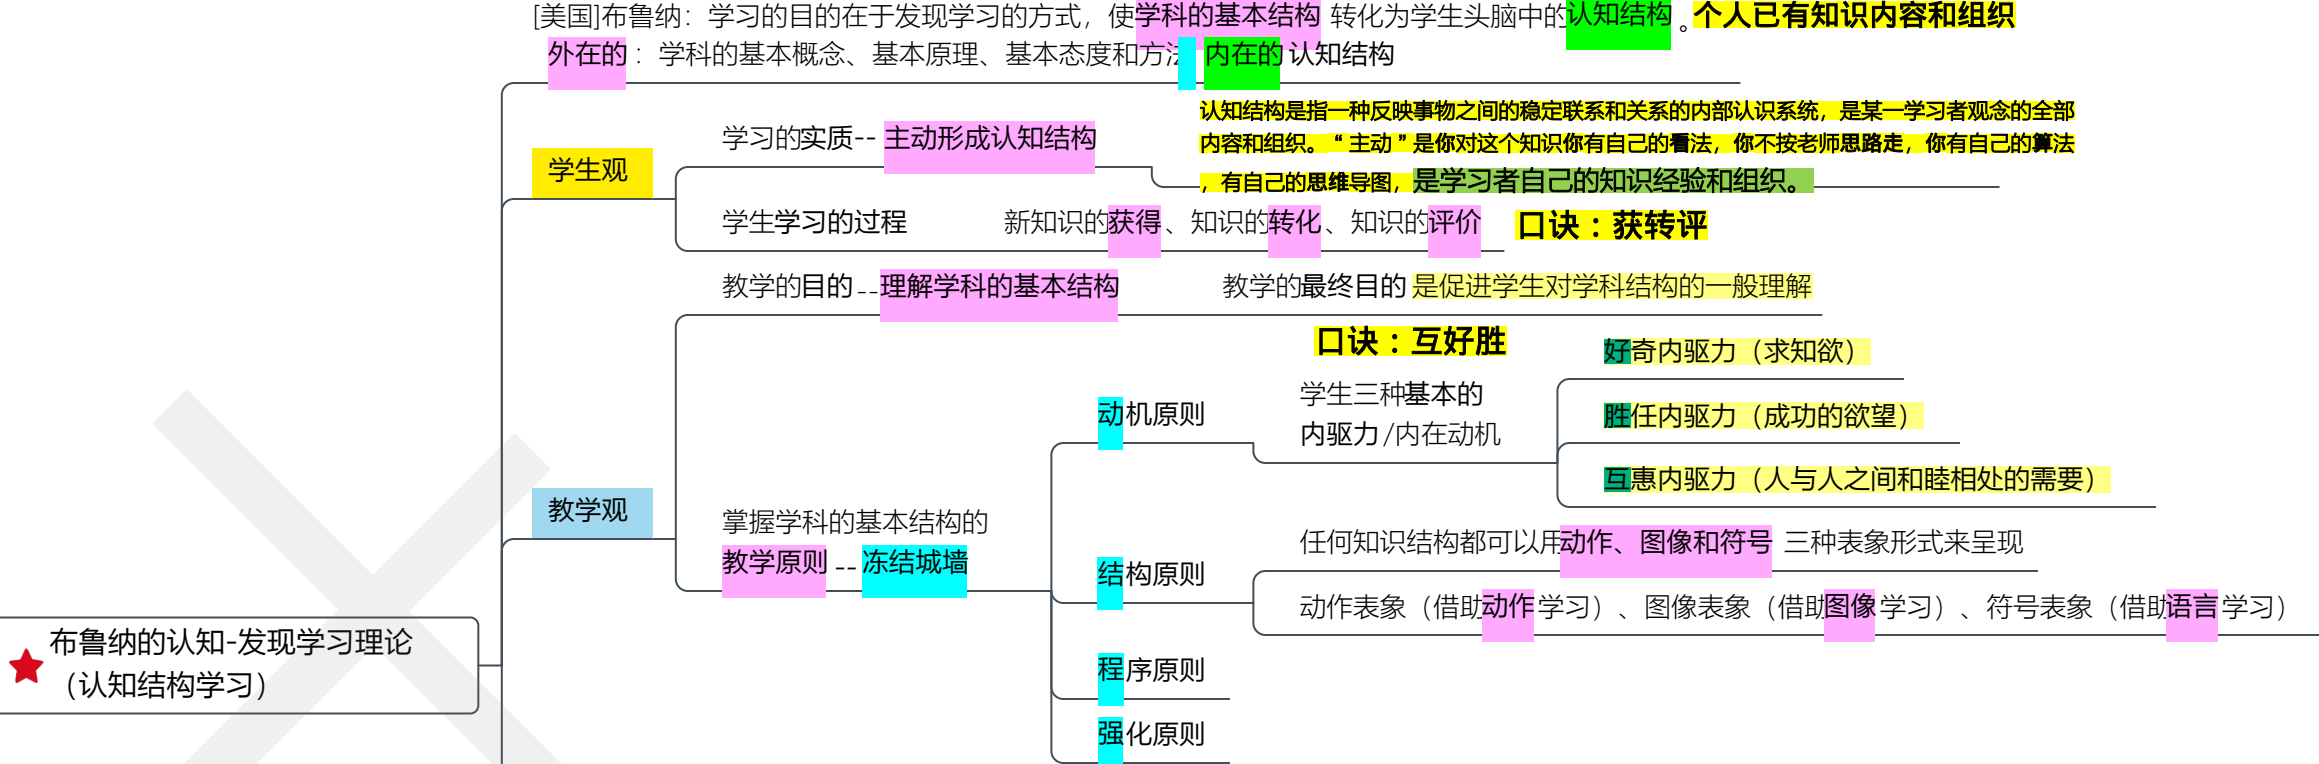 [美国]布鲁纳：学习的目的在于发现学习的方式，使学科的基本结构 转化为学生头脑中的认知结构 。个人已有知识内容和组织
外在的 ：学科的基本概念、基本原理、基本态度和方法 内在的 认知结构
认知结构是指一种反映事物之间的稳定联系和关系的内部认识系统，是某一学习者观念的全部
内容和组织。“主动”是你对这个知识你有自己的看法，你不按老师思路走，你有自己的算法
，有自己的思维导图，是学习者自己的知识经验和组织。
学习的实质-- 主动形成认知结构
学生观
学生学习的过程 新知识的获得、知识的转化、知识的评价 口诀：获转评
教学的目的 --理解学科的基本结构 教学的最终目的 是促进学生对学科结构的一般理解
口诀：互好胜
好奇内驱力（求知欲）
学生三种基本的
内驱力 /内在动机
动机原则
胜任内驱力（成功的欲望）
互惠内驱力（人与人之间和睦相处的需要）
教学观
掌握学科的基本结构的
教学原则 -- 冻结城墙
任何知识结构都可以用动作、图像和符号 三种表象形式来呈现
结构原则
动作表象（借助动作 学习）、图像表象（借助图像 学习）、符号表象（借助语言 学习）
布鲁纳的认知-发现学习理论
（认知结构学习）
程序原则
强化原则